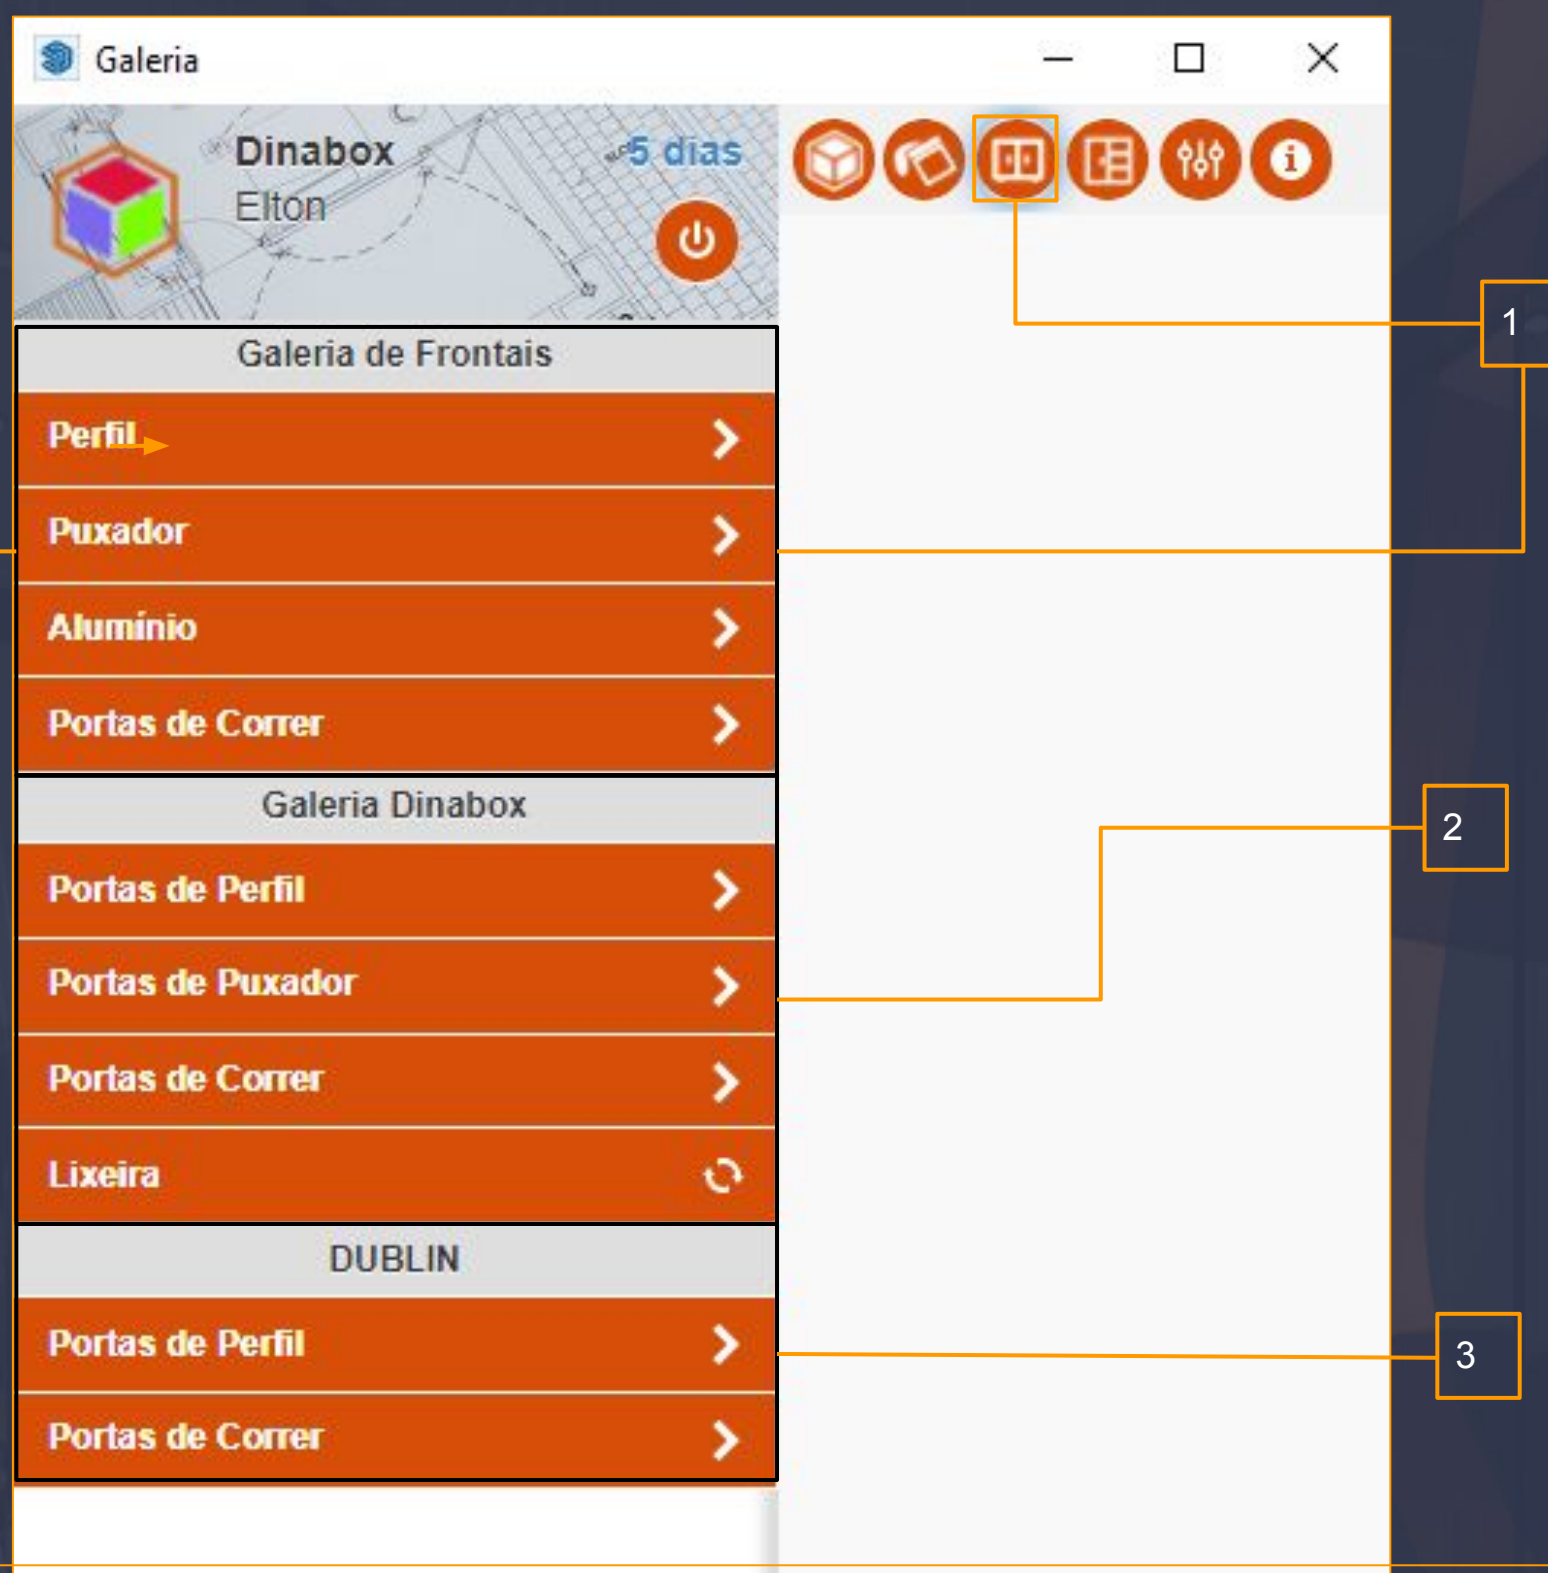 Galeria
Dinabox
5 dias
Elton
1
Galeria de Frontais
Perfil
Puxador
Alumínio
Portas de Correr
Galeria Dinabox
2
Portas de Perfil
Portas de Puxador
Portas de Correr
Lixeira
DUBLIN
Portas de Perfil
3
Portas de Correr